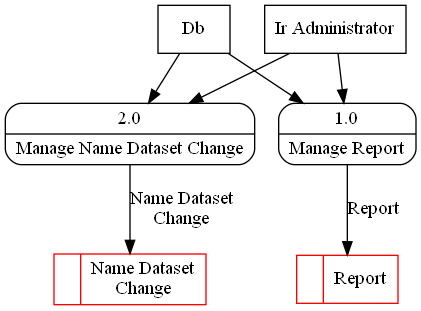 Db
Ir Administrator
2.0
Manage Name Dataset Change
1.0
Manage Report
Name Dataset
Change
Report
Name Dataset
Change
Report